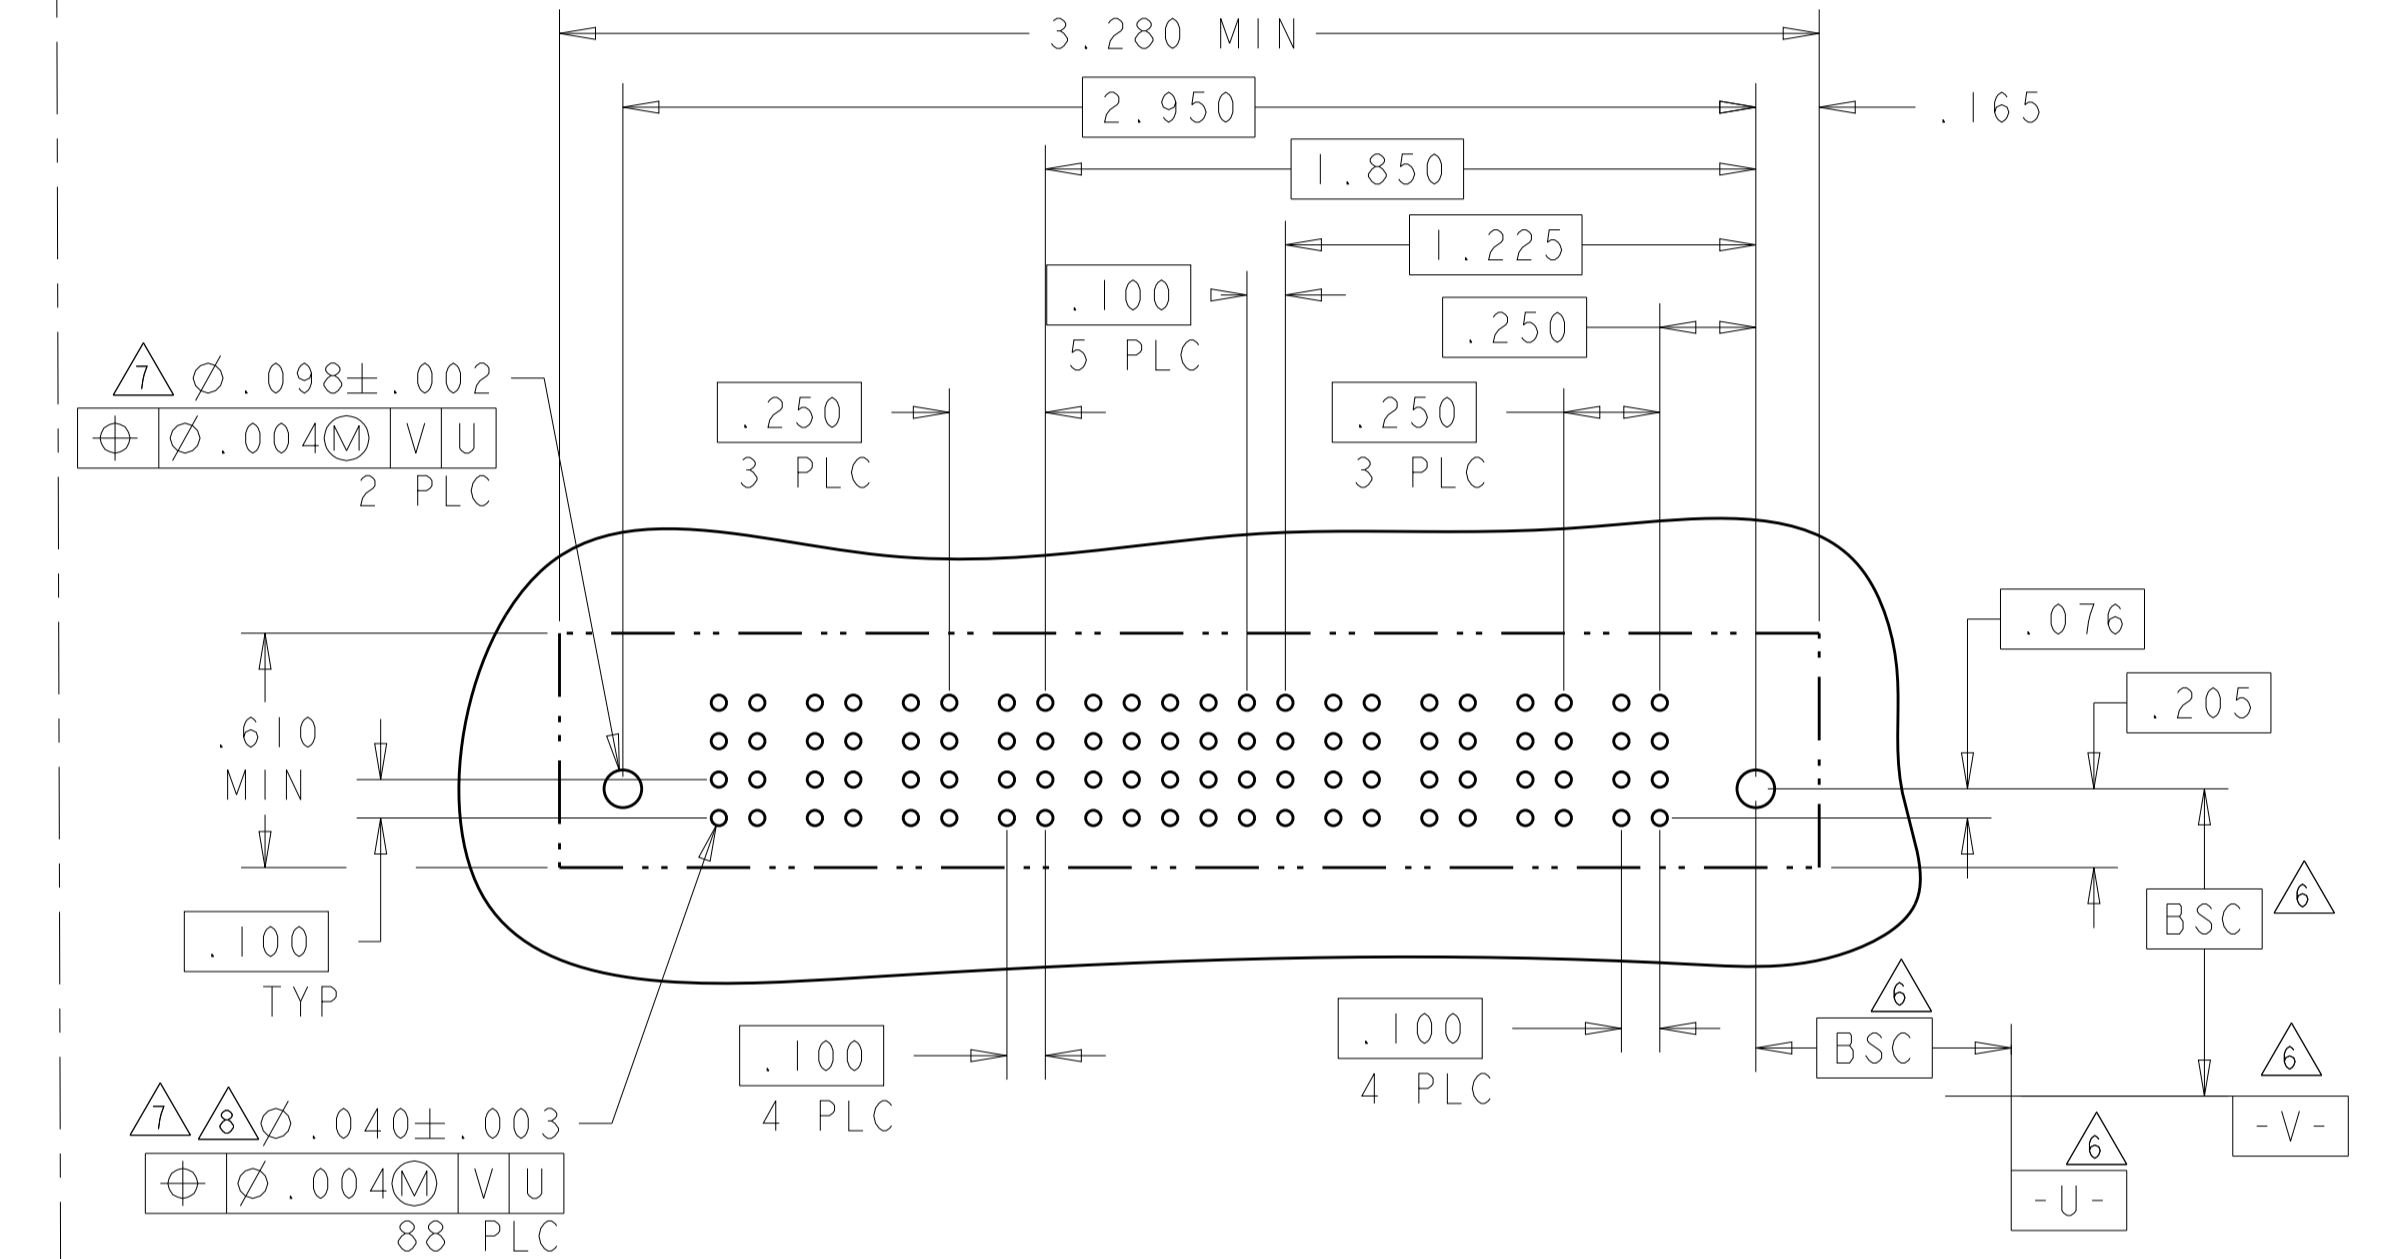 3.280 MIN
2.950
.165
1.850
1.225
.100
5 PLC
.250
7 Ø.098±.002
⌖ Ø.004Ⓜ V U
2 PLC
.250
3 PLC
.250
3 PLC
.076
.205
.610
MIN
.100
TYP
BSC 6
6
BSC
.100
4 PLC
.100
4 PLC
6
-V-
6
-U-
7 8 Ø.040±.003
⌖ Ø.004Ⓜ V U
88 PLC